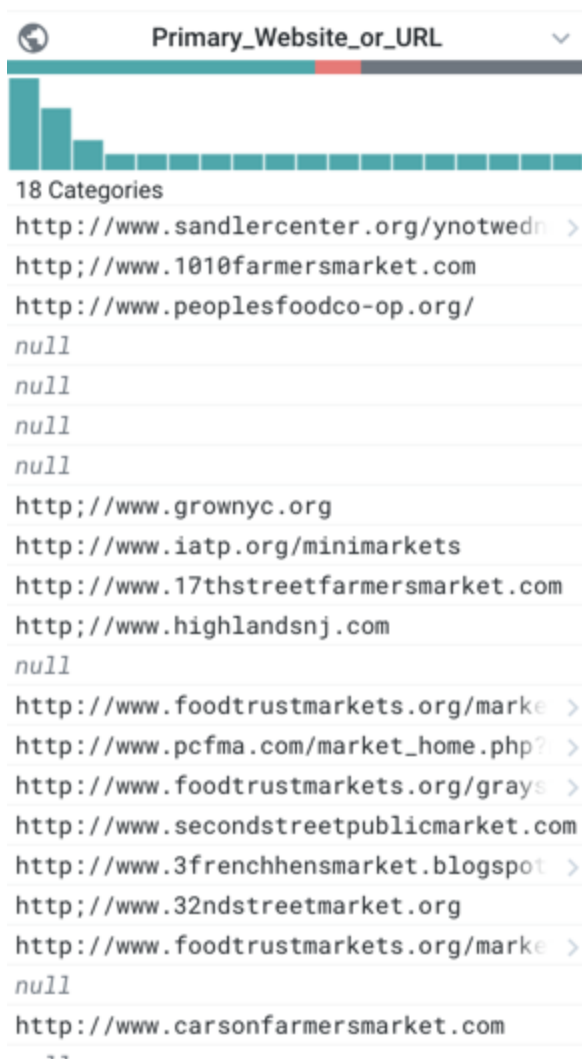 Primary_Website_or_URL
18 Categories
http://www.sandlercenter.org/ynotwedn
http;//www.1010farmersmarket.com
http://www.peoplesfoodco-op.org/
null
null
null
null
http;//www.grownyc.org
http://www.iatp.org/minimarkets
http://www.17thstreetfarmersmarket.com
http;//www.highlandsnj.com
null
http://www.foodtrustmarkets.org/marke
http://www.pcfma.com/market_home.php?
http://www.foodtrustmarkets.org/grays
http://www.secondstreetpublicmarket.com
http://www.3frenchhensmarket.blogspot
http;//www.32ndstreetmarket.org
http://www.foodtrustmarkets.org/marke
null
http://www.carsonfarmersmarket.com